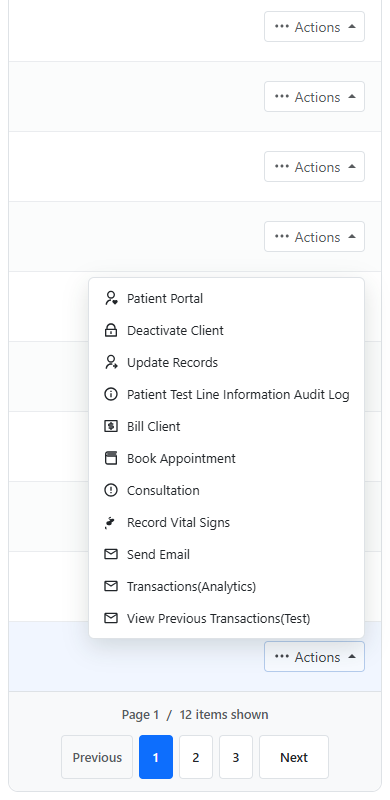 Actions
Actions
Actions
Actions
Patient Portal
Deactivate Client
Update Records
Patient Test Line Information Audit Log
Bill Client
Book Appointment
Consultation
Record Vital Signs
Send Email
Transactions(Analytics)
View Previous Transactions(Test)
Actions
Page 1 / 12 items shown
Previous 1 2 3 Next